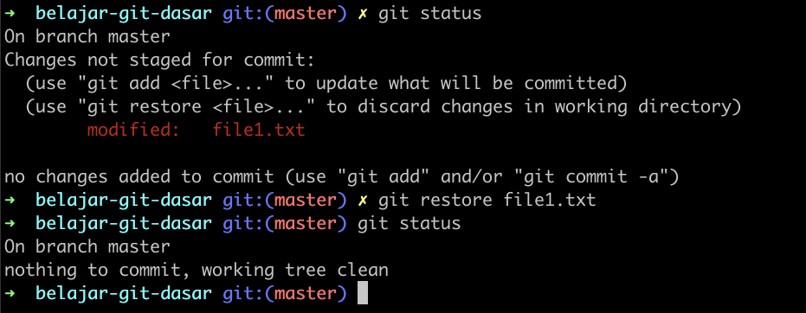 ➜  belajar-git-dasar git:(master) ✗ git status
On branch master
Changes not staged for commit:
  (use "git add <file>..." to update what will be committed)
  (use "git restore <file>..." to discard changes in working directory)
        modified:   file1.txt

no changes added to commit (use "git add" and/or "git commit -a")
➜  belajar-git-dasar git:(master) ✗ git restore file1.txt
➜  belajar-git-dasar git:(master) git status
On branch master
nothing to commit, working tree clean
➜  belajar-git-dasar git:(master)